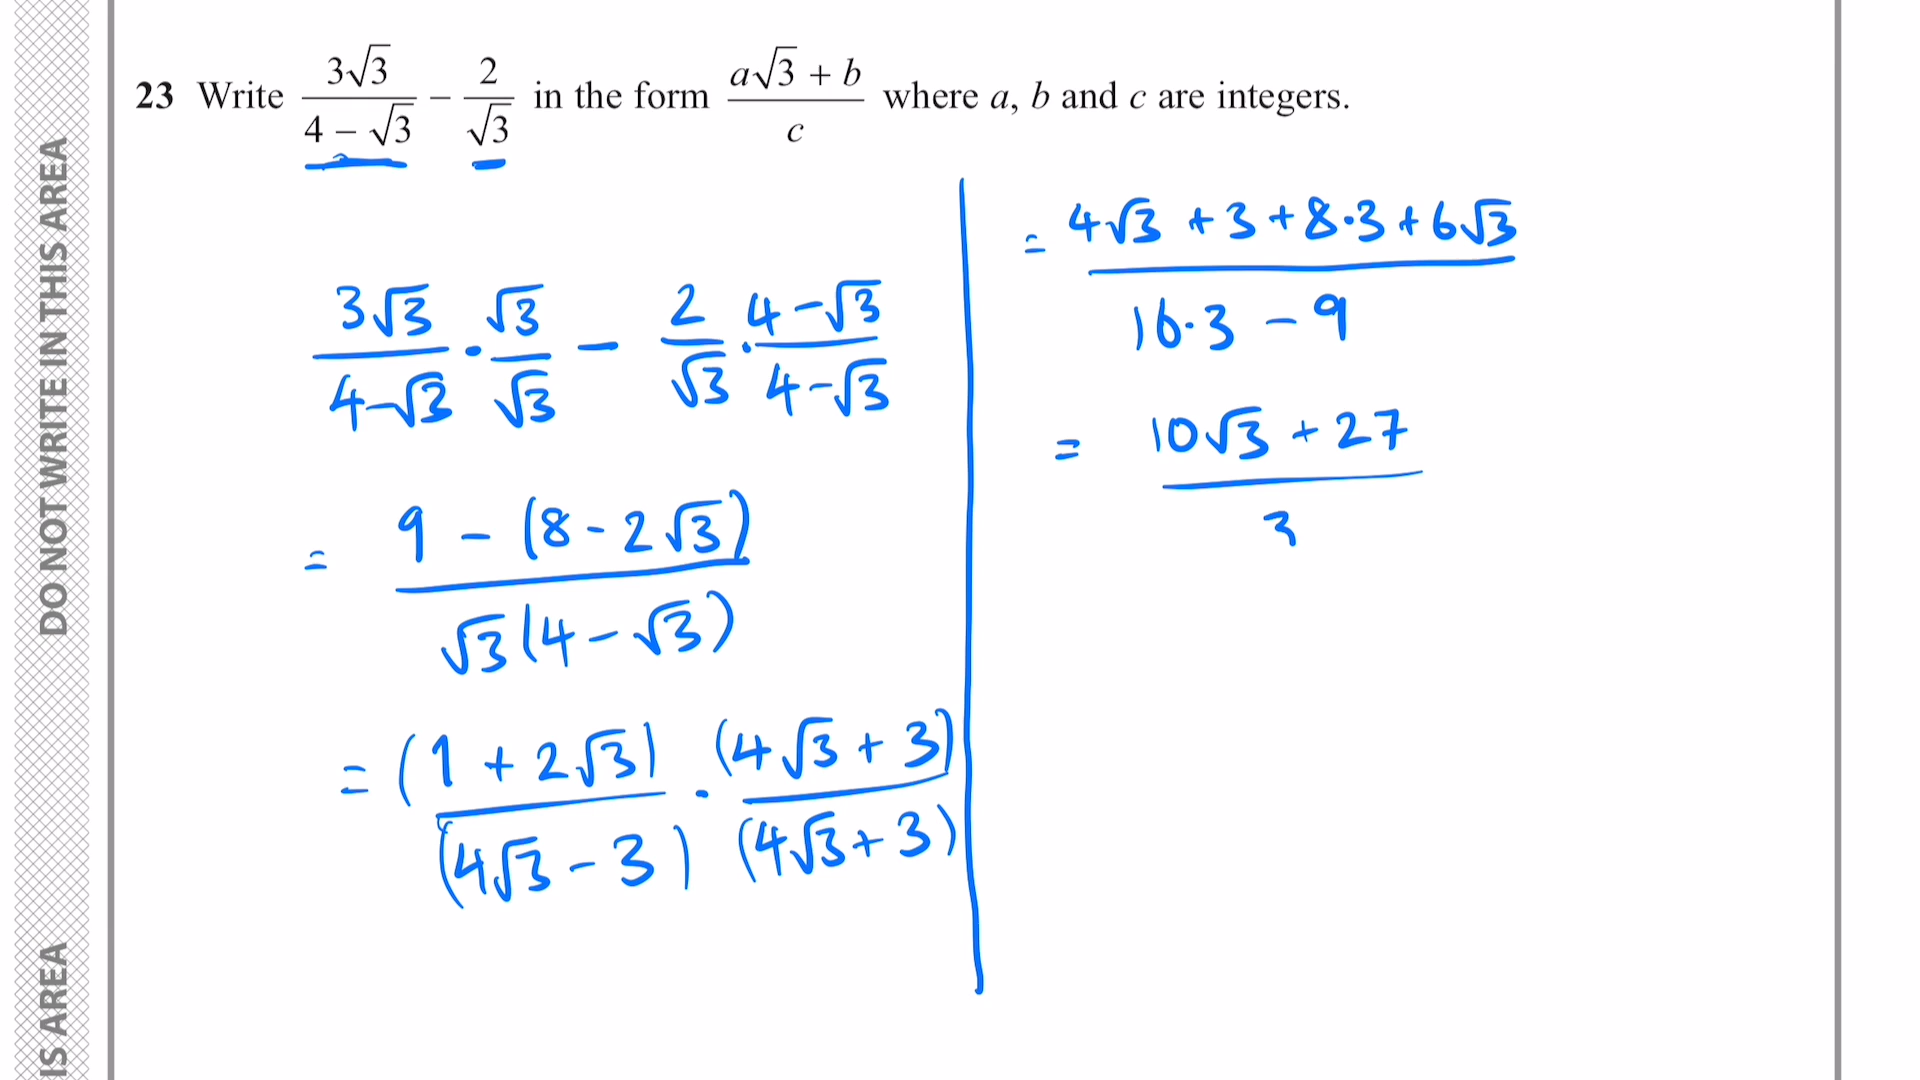 DO NOT WRITE IN THIS AREA
IS AREA
23 Write (3√3)/(4 − √3) − 2/√3 in the form (a√3 + b)/c where a, b and c are integers.
(3√3)/(4−√3) · √3/√3 − 2/√3 · (4−√3)/(4−√3)
= (9 − (8 - 2√3))/(√3(4 − √3))
= (1 + 2√3)/(4√3 − 3) · (4√3 + 3)/(4√3 + 3)
= (4√3 + 3 + 8·3 + 6√3)/(16·3 − 9)
= (10√3 + 27)/3